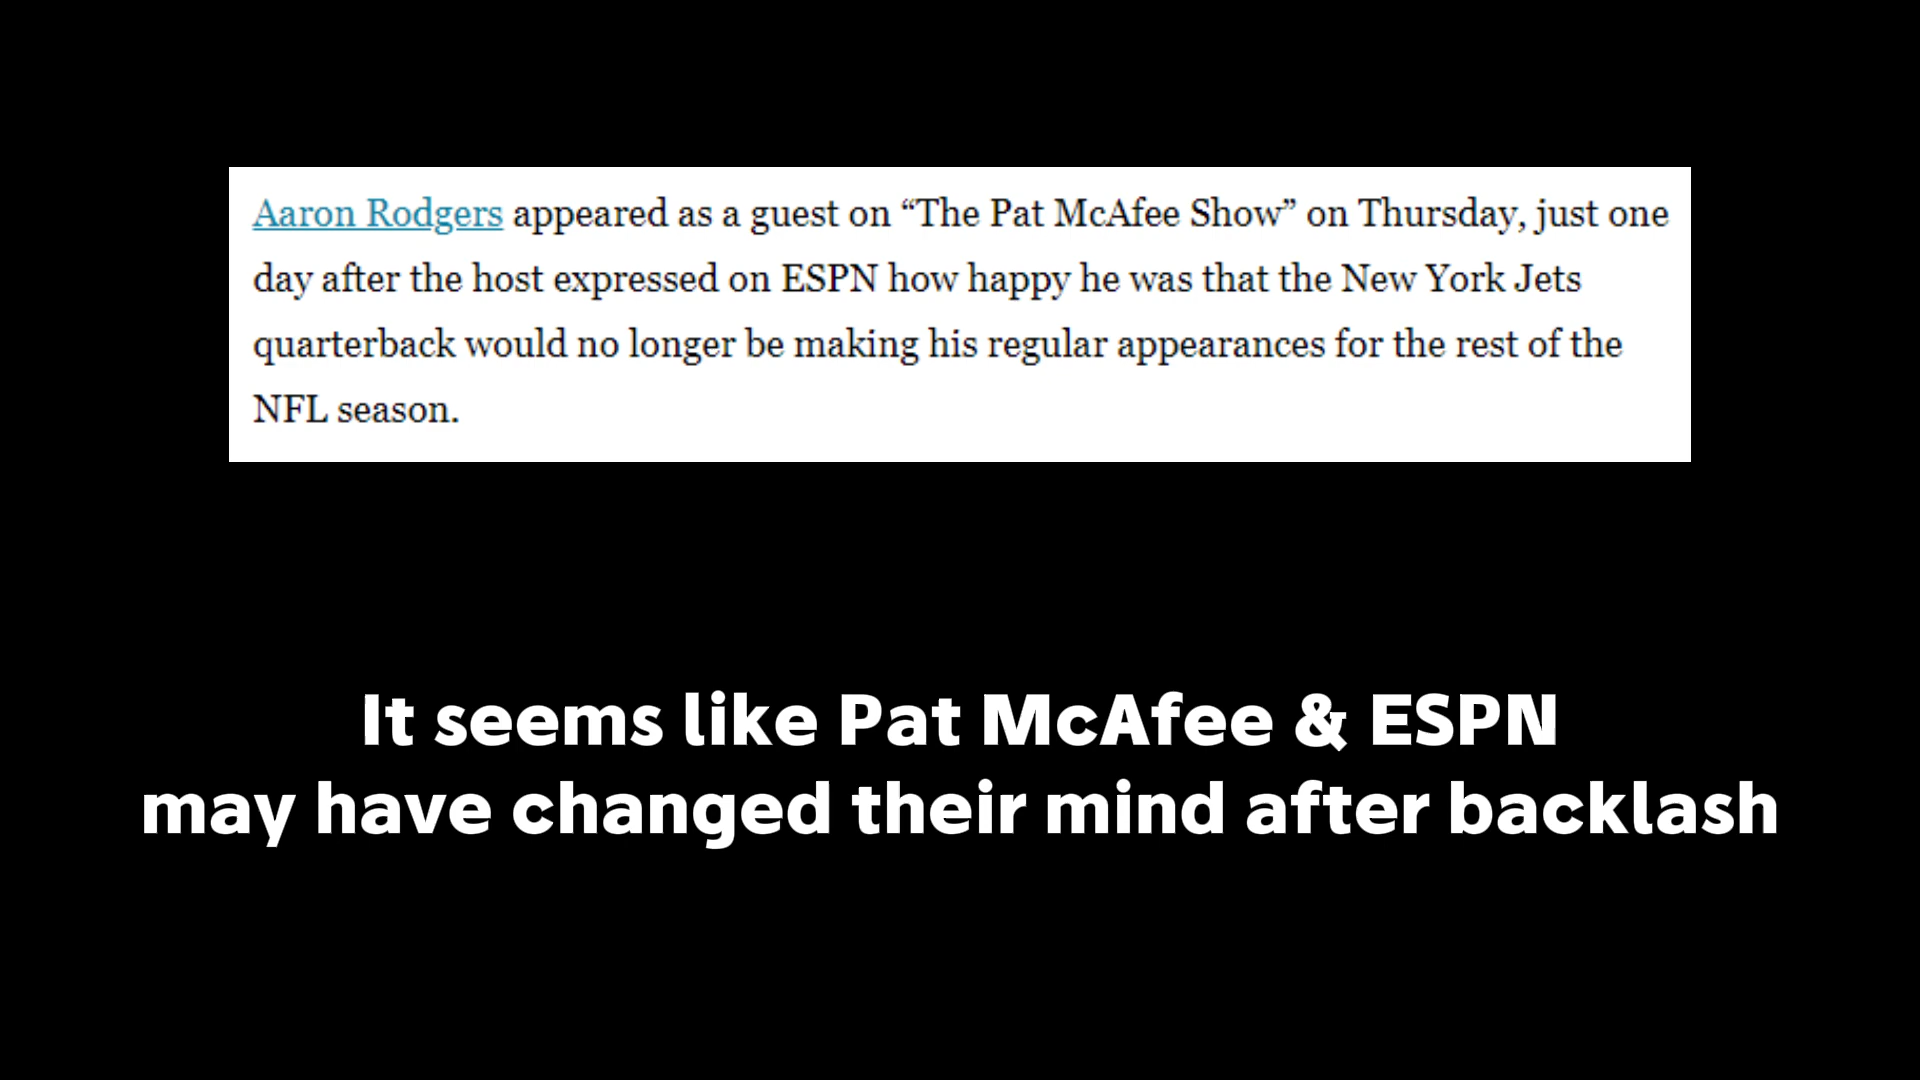 Aaron Rodgers appeared as a guest on “The Pat McAfee Show” on Thursday, just one
day after the host expressed on ESPN how happy he was that the New York Jets
quarterback would no longer be making his regular appearances for the rest of the
NFL season.
It seems like Pat McAfee & ESPN
may have changed their mind after backlash